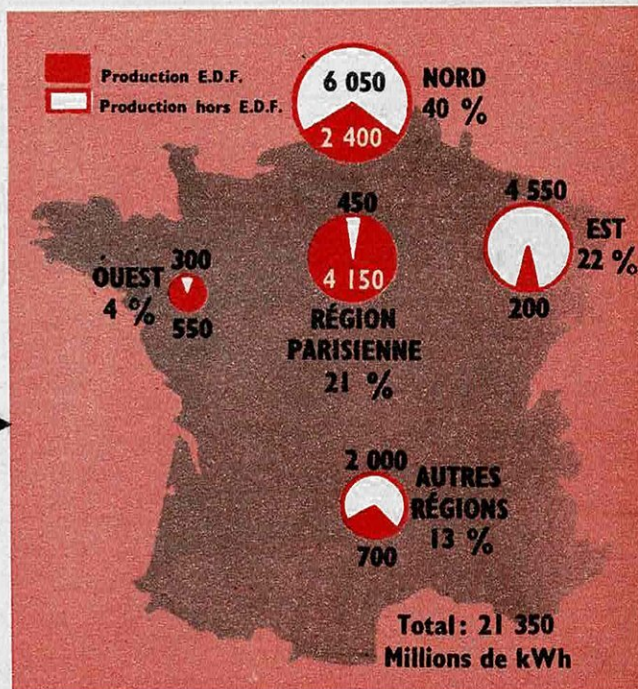 Production E.D.F.
Production hors E.D.F.
6 050
2 400
NORD
40 %
450
4 150
RÉGION
PARISIENNE
21 %
4 550
200
EST
22 %
OUEST
4 %
300
550
2 000
700
AUTRES
RÉGIONS
13 %
Total : 21 350
Millions de kWh